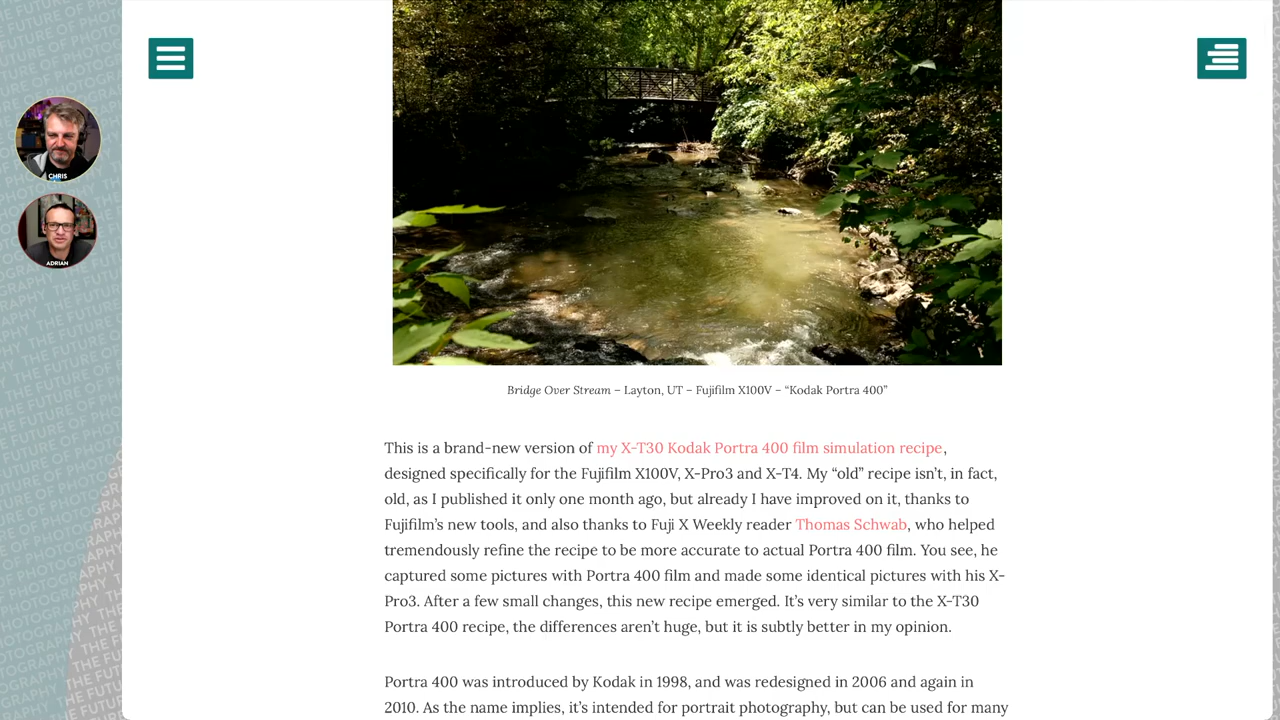 CHRIS
ADRIAN
Bridge Over Stream – Layton, UT – Fujifilm X100V – “Kodak Portra 400”
This is a brand-new version of my X-T30 Kodak Portra 400 film simulation recipe,
designed specifically for the Fujifilm X100V, X-Pro3 and X-T4. My “old” recipe isn’t, in fact,
old, as I published it only one month ago, but already I have improved on it, thanks to
Fujifilm’s new tools, and also thanks to Fuji X Weekly reader Thomas Schwab, who helped
tremendously refine the recipe to be more accurate to actual Portra 400 film. You see, he
captured some pictures with Portra 400 film and made some identical pictures with his X-
Pro3. After a few small changes, this new recipe emerged. It’s very similar to the X-T30
Portra 400 recipe, the differences aren’t huge, but it is subtly better in my opinion.
Portra 400 was introduced by Kodak in 1998, and was redesigned in 2006 and again in
2010. As the name implies, it’s intended for portrait photography, but can be used for many